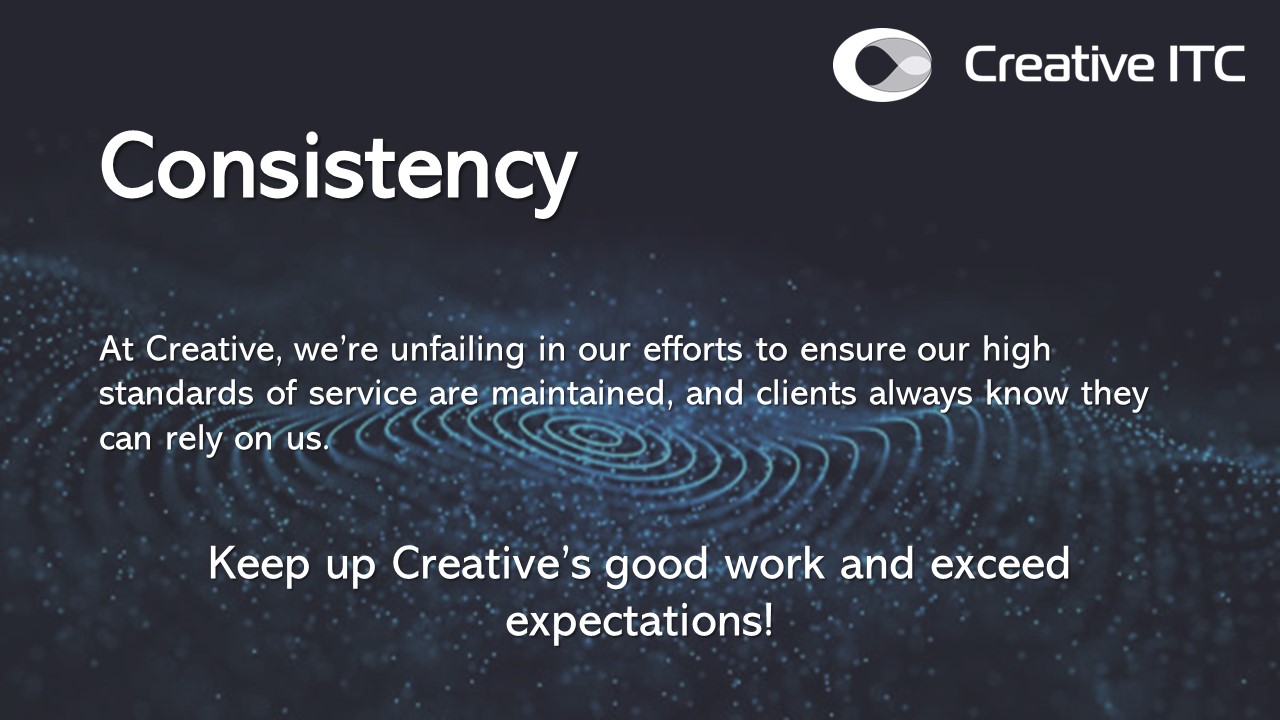 Creative ITC
Consistency
At Creative, we’re unfailing in our efforts to ensure our high
standards of service are maintained, and clients always know they
can rely on us.
Keep up Creative’s good work and exceed
expectations!